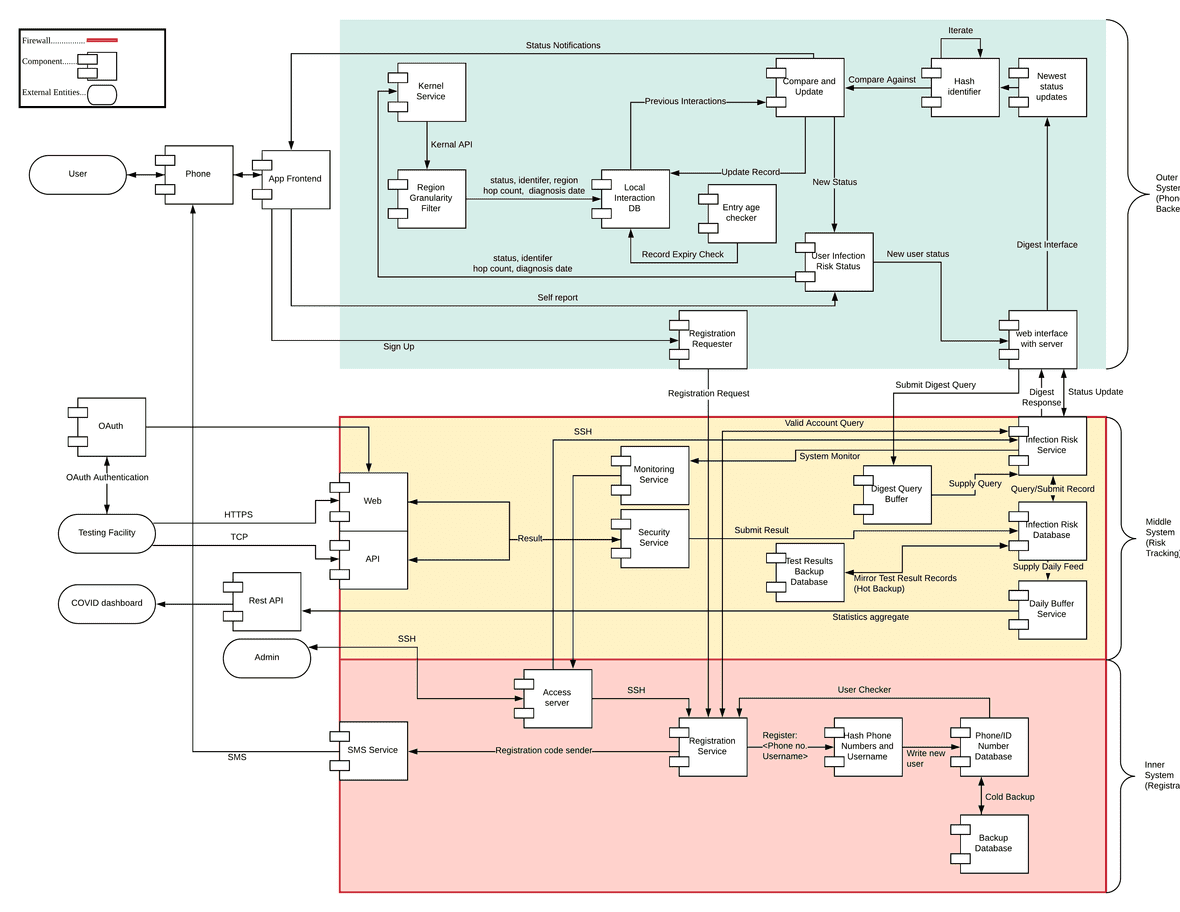 Firewall...............
Component......
External Entities...
Status Notifications
Iterate
Kernel
Service
Compare and
Update
Compare Against
Hash
identifier
Newest
status
updates
Previous Interactions
Kernal API
User
Phone
App Frontend
Region
Granularity
Filter
status, identifer, region
hop count, diagnosis date
Local
Interaction
DB
Update Record
New Status
Entry age
checker
Outer
System
(Phon
Backe
Record Expiry Check
status, identifer
hop count, diagnosis date
User Infection
Risk Status
New user status
Digest Interface
Self report
Sign Up
Registration
Requester
web interface
with server
Registration Request
Submit Digest Query
Digest
Response
Status Update
OAuth
OAuth Authentication
SSH
Valid Account Query
Infection Risk
Service
System Monitor
Monitoring
Service
Digest Query
Buffer
Supply Query
Query/Submit Record
Web
HTTPS
Testing Facility
TCP
API
Result
Security
Service
Submit Result
Infection Risk
Database
Middle
System
(Risk
Tracking)
Test Results
Backup
Database
Mirror Test Result Records
(Hot Backup)
Supply Daily Feed
COVID dashboard
Rest API
Daily Buffer
Service
Statistics aggregate
SSH
Admin
Access
server
SSH
User Checker
SMS Service
SMS
Registration code sender
Registration
Service
Register:
<Phone no.
Username>
Hash Phone
Numbers and
Username
Write new
user
Phone/ID
Number
Database
Inner
System
(Registra
Cold Backup
Backup
Database